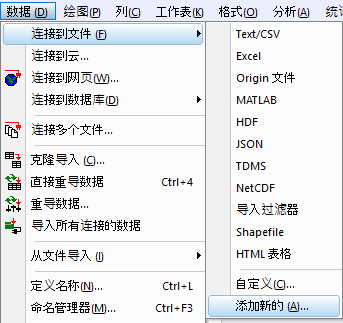 数据 (D) 绘图(P) 列(C) 工作表(K) 格式(O) 分析(A)
连接到文件 (F)
连接到云...
连接到网页(W)...
连接到数据库(D)
连接多个文件...
克隆导入 (C)...
直接重导数据 Ctrl+4
重导数据...
导入所有连接的数据
从文件导入 (I)
定义名称(N)... Ctrl+L
命名管理器(M)... Ctrl+F3
Text/CSV
Excel
Origin 文件
MATLAB
HDF
JSON
TDMS
NetCDF
导入过滤器
Shapefile
HTML 表格
自定义(C)...
添加新的 (A)...